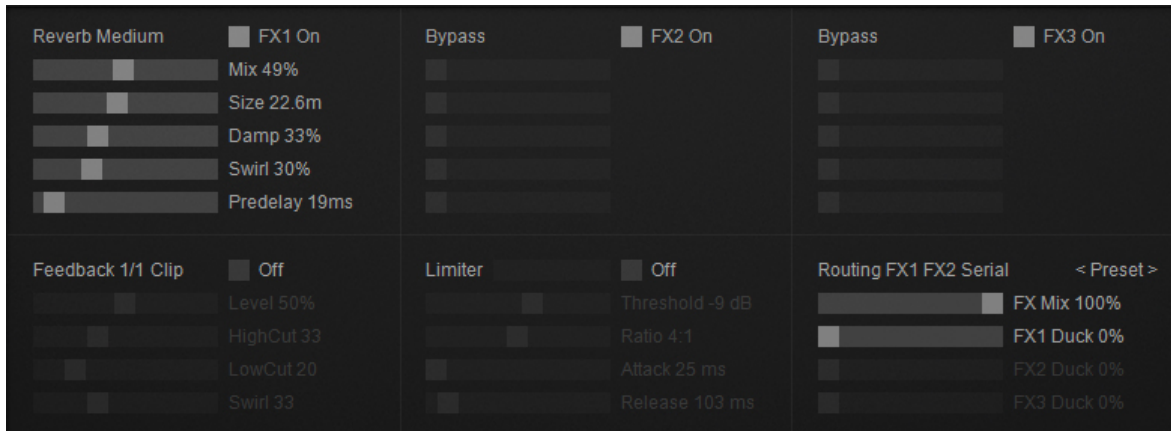 Reverb Medium FX1 On
Mix 49%
Size 22.6m
Damp 33%
Swirl 30%
Predelay 19ms
Bypass FX2 On
Bypass FX3 On
Feedback 1/1 Clip Off
Level 50%
HighCut 33
LowCut 20
Swirl 33
Limiter Off
Threshold -9 dB
Ratio 4:1
Attack 25 ms
Release 103 ms
Routing FX1 FX2 Serial < Preset >
FX Mix 100%
FX1 Duck 0%
FX2 Duck 0%
FX3 Duck 0%